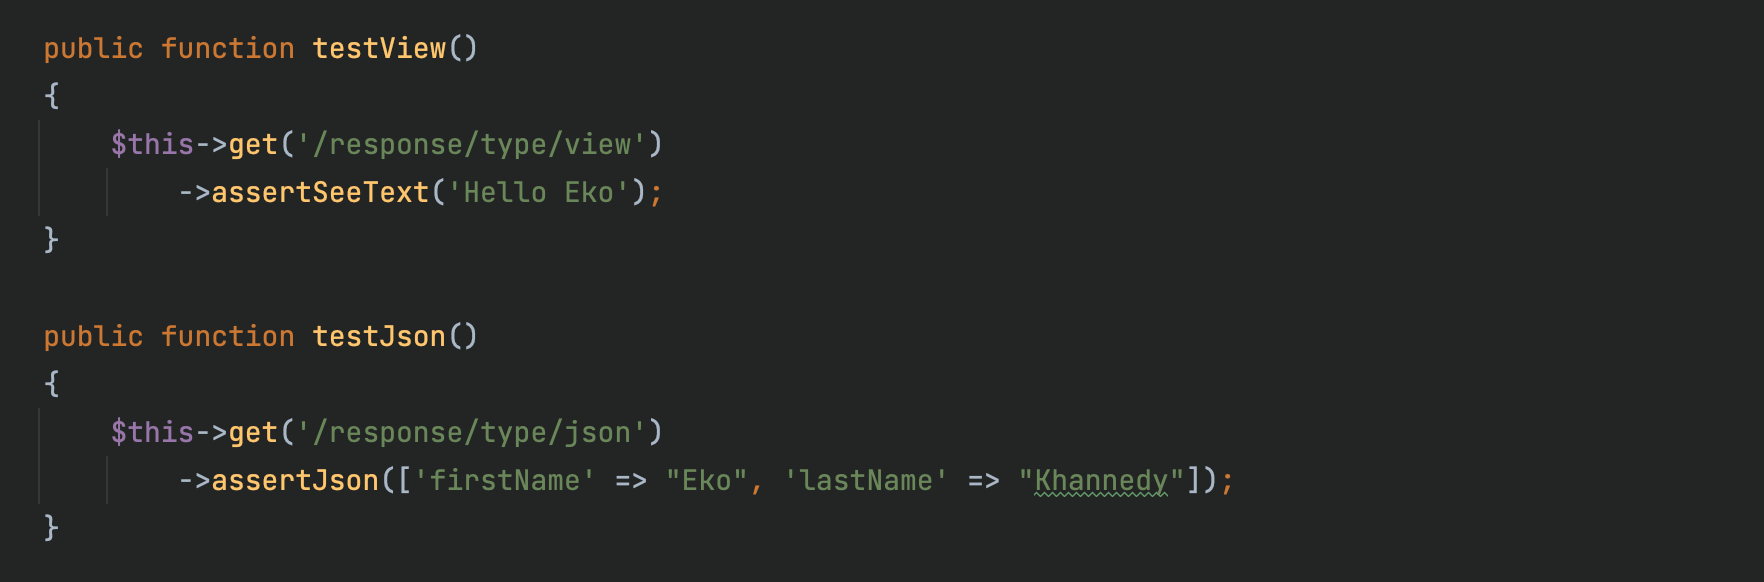 public function testView()
{
    $this->get('/response/type/view')
        ->assertSeeText('Hello Eko');
}

public function testJson()
{
    $this->get('/response/type/json')
        ->assertJson(['firstName' => "Eko", 'lastName' => "Khannedy"]);
}